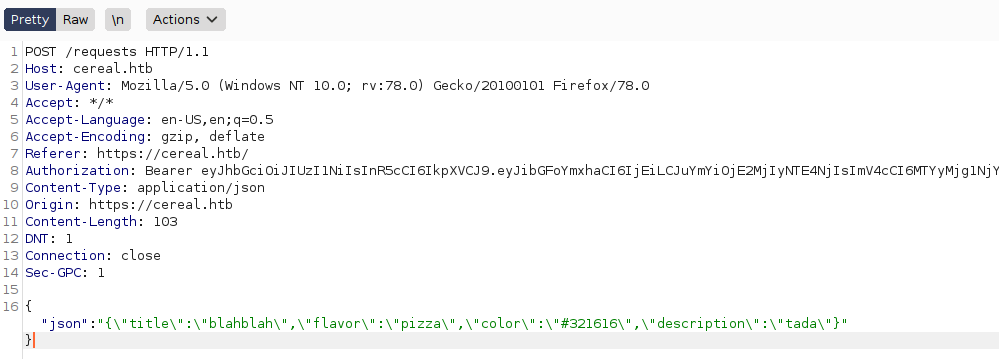 Pretty Raw \n Actions
1 POST /requests HTTP/1.1
2 Host: cereal.htb
3 User-Agent: Mozilla/5.0 (Windows NT 10.0; rv:78.0) Gecko/20100101 Firefox/78.0
4 Accept: */*
5 Accept-Language: en-US,en;q=0.5
6 Accept-Encoding: gzip, deflate
7 Referer: https://cereal.htb/
8 Authorization: Bearer eyJhbGciOiJIUzI1NiIsInR5cCI6IkpXVCJ9.eyJibGFoYmxhaCI6IjEiLCJuYmYiOjE2MjIyNTE4NjIsImV4cCI6MTYyMjg1NjY
9 Content-Type: application/json
10 Origin: https://cereal.htb
11 Content-Length: 103
12 DNT: 1
13 Connection: close
14 Sec-GPC: 1
15
16 {
"json":"{\"title\":\"blahblah\",\"flavor\":\"pizza\",\"color\":\"#321616\",\"description\":\"tada\"}"
}